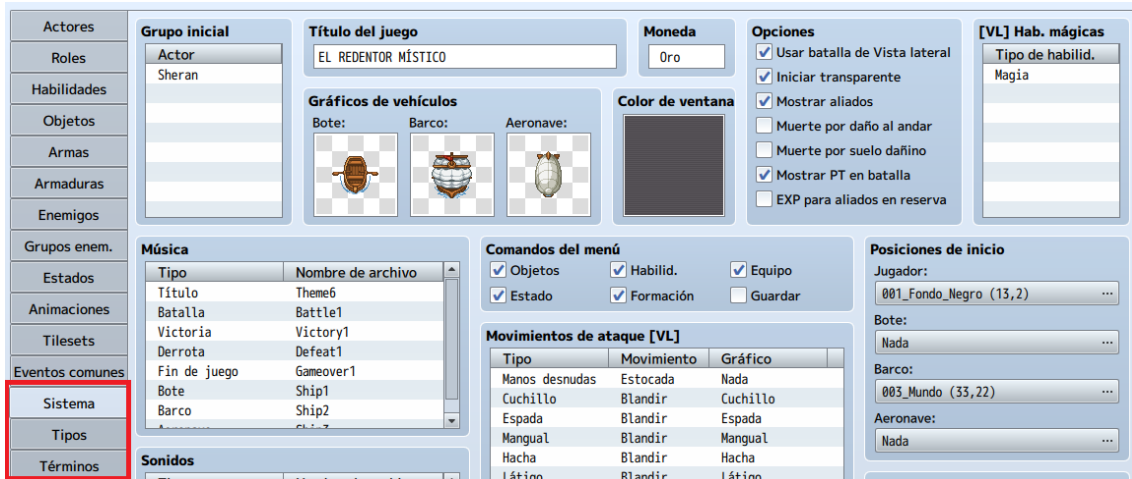 Actores
Roles
Habilidades
Objetos
Armas
Armaduras
Enemigos
Grupos enem.
Estados
Animaciones
Tilesets
Eventos comunes
Sistema
Tipos
Términos
Grupo inicial
Actor
Sheran
Título del juego
EL REDENTOR MÍSTICO
Moneda
Oro
Gráficos de vehículos
Bote:
Barco:
Aeronave:
Color de ventana
Opciones
Usar batalla de Vista lateral
Iniciar transparente
Mostrar aliados
Muerte por daño al andar
Muerte por suelo dañino
Mostrar PT en batalla
EXP para aliados en reserva
[VL] Hab. mágicas
Tipo de habilid.
Magia
Música
Tipo Nombre de archivo
Título Theme6
Batalla Battle1
Victoria Victory1
Derrota Defeat1
Fin de juego Gameover1
Bote Ship1
Barco Ship2
Sonidos
Comandos del menú
Objetos Habilid. Equipo
Estado Formación Guardar
Movimientos de ataque [VL]
Tipo Movimiento Gráfico
Manos desnudas Estocada Nada
Cuchillo Blandir Cuchillo
Espada Blandir Espada
Mangual Blandir Mangual
Hacha Blandir Hacha
Látigo Blandir Látigo
Posiciones de inicio
Jugador:
001_Fondo_Negro (13,2) ...
Bote:
Nada ...
Barco:
003_Mundo (33,22) ...
Aeronave:
Nada ...